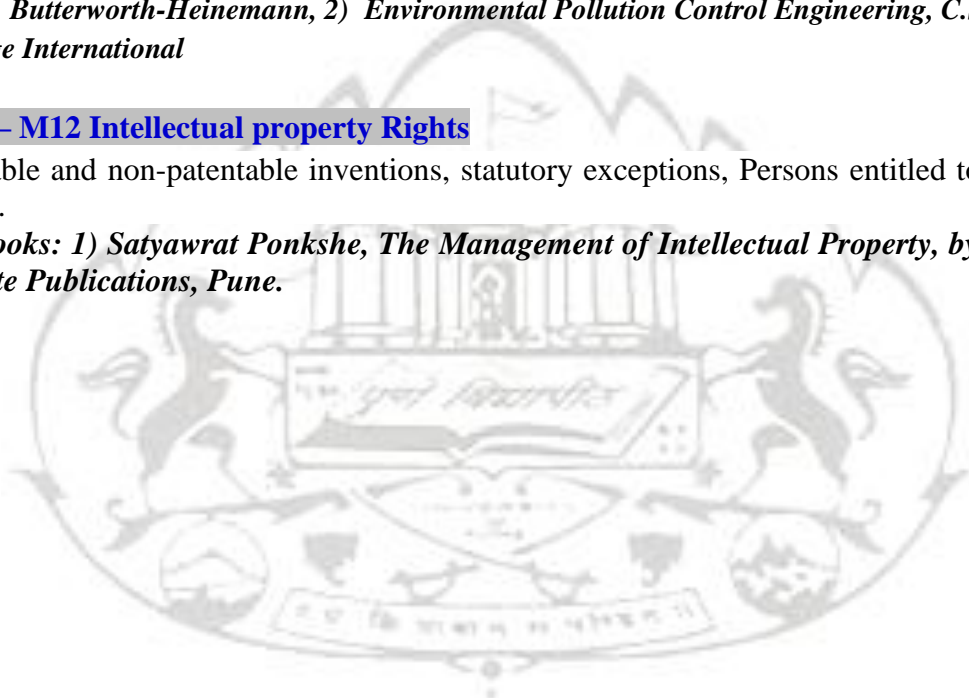 Butterworth-Heinemann, 2) Environmental Pollution Control Engineering, C.
e International
– M12 Intellectual property Rights
able and non-patentable inventions, statutory exceptions, Persons entitled to
.
ooks: 1) Satyawrat Ponkshe, The Management of Intellectual Property, by
te Publications, Pune.